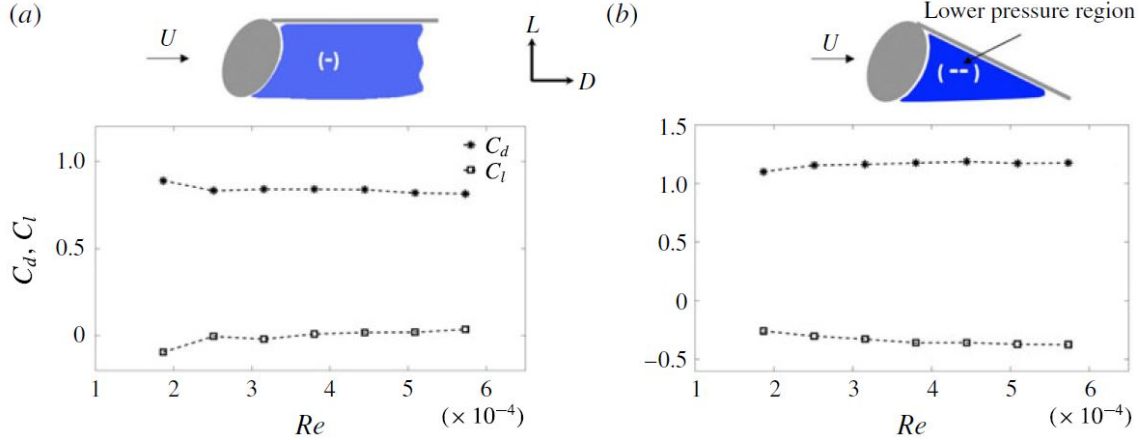 (a)
U
(-)
L
D
C_d
C_l
1.0
0.5
0
C_d, C_l
1 2 3 4 5 6
Re
(× 10⁻⁴)
(b)
Lower pressure region
U
(--)
1.5
1.0
0.5
0
−0.5
1 2 3 4 5 6
Re
(× 10⁻⁴)